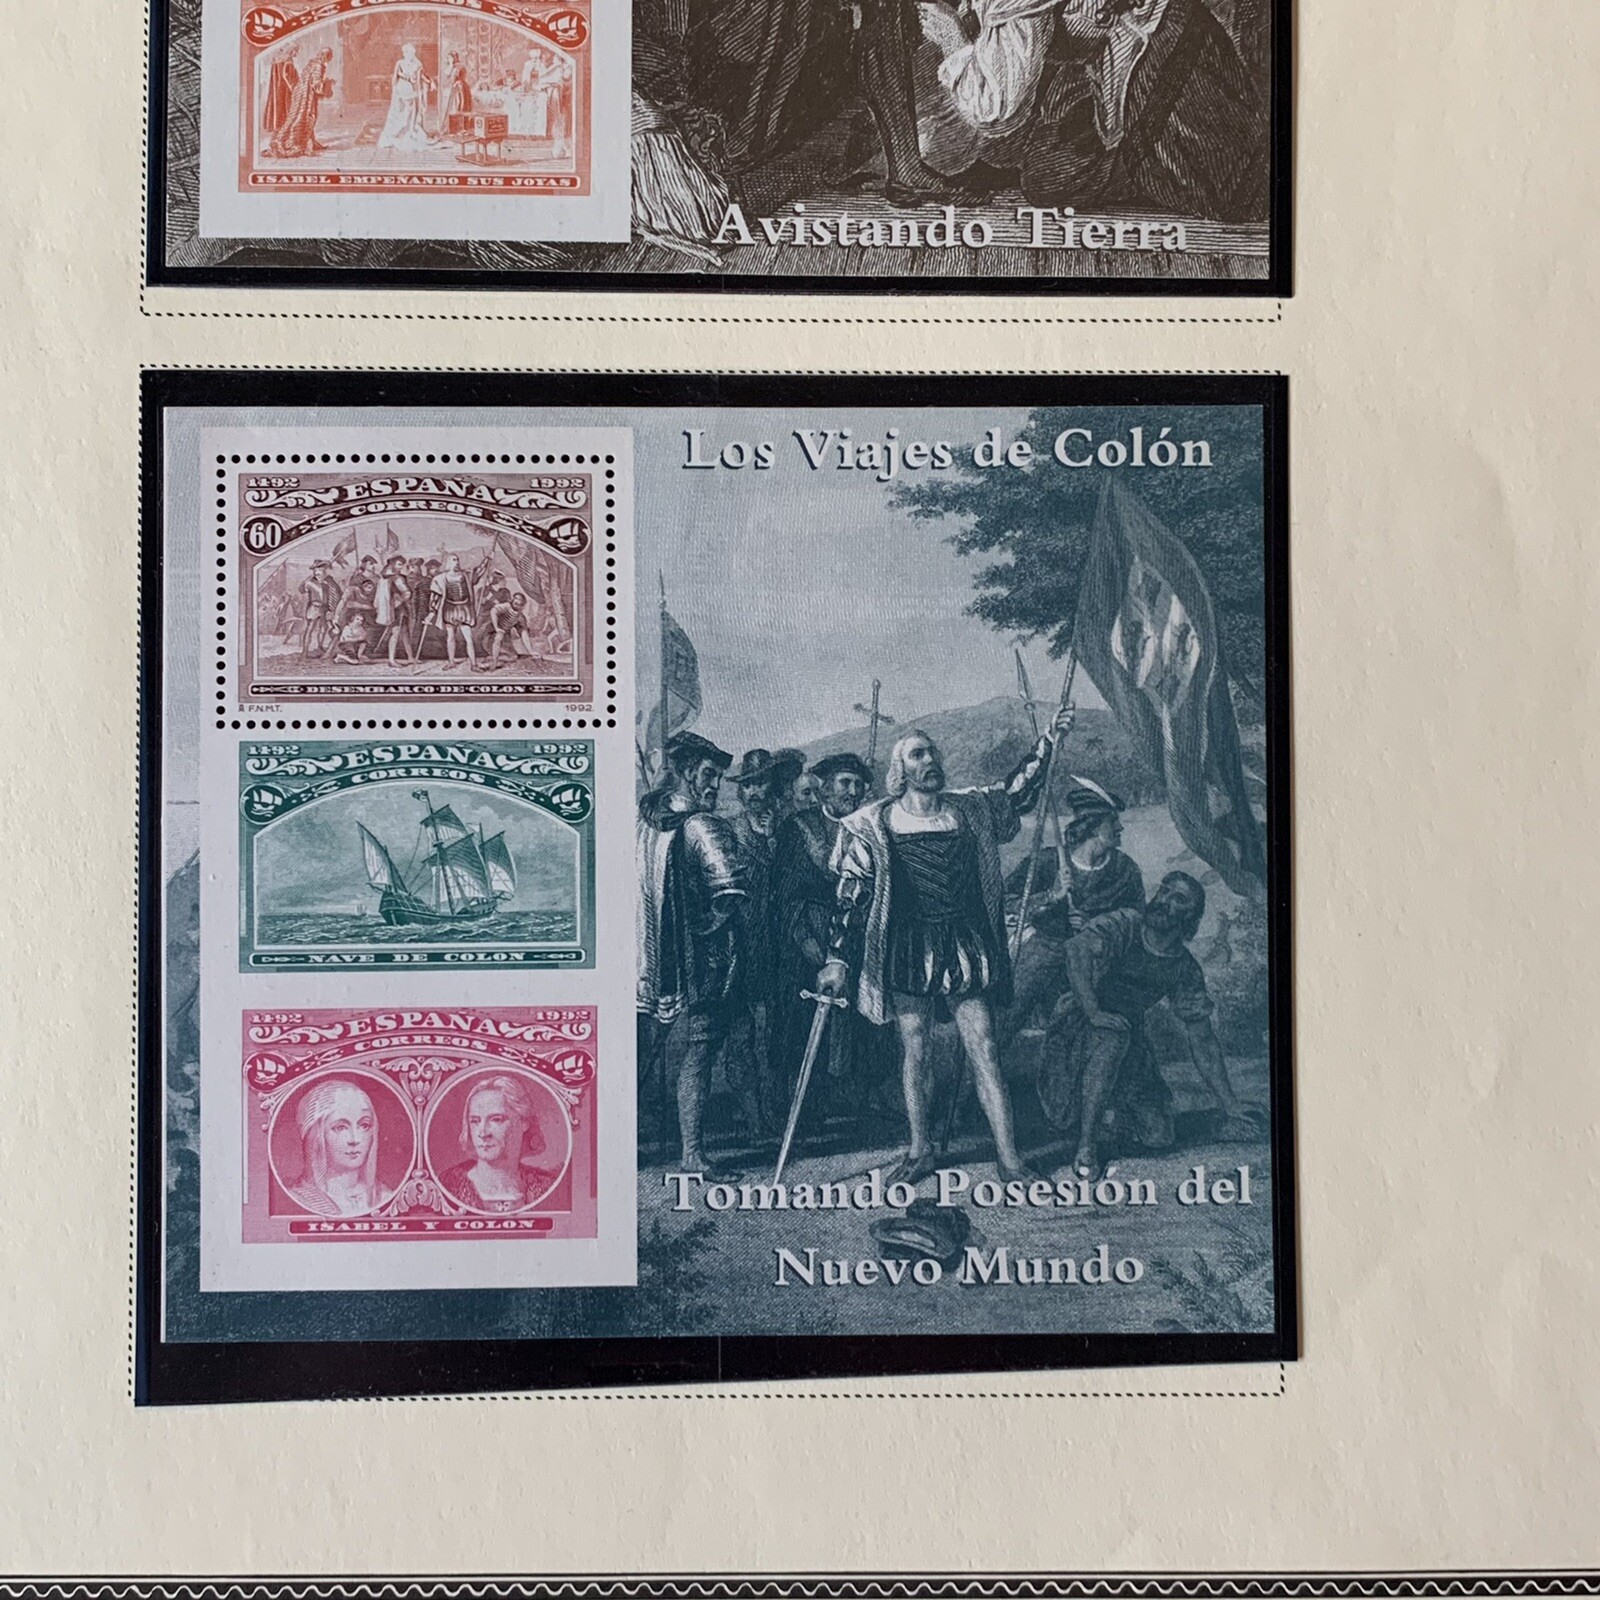 CORREOS
ISABEL EMPEÑANDO SUS JOYAS
Avistando Tierra
Los Viajes de Colón
1492 ESPAÑA 1992
CORREOS
60
DESEMBARCO DE COLON
F.N.M.T. 1992
1492 ESPAÑA 1992
CORREOS
NAVE DE COLON
1492 ESPAÑA 1992
CORREOS
ISABEL Y COLON
Tomando Posesión del
Nuevo Mundo